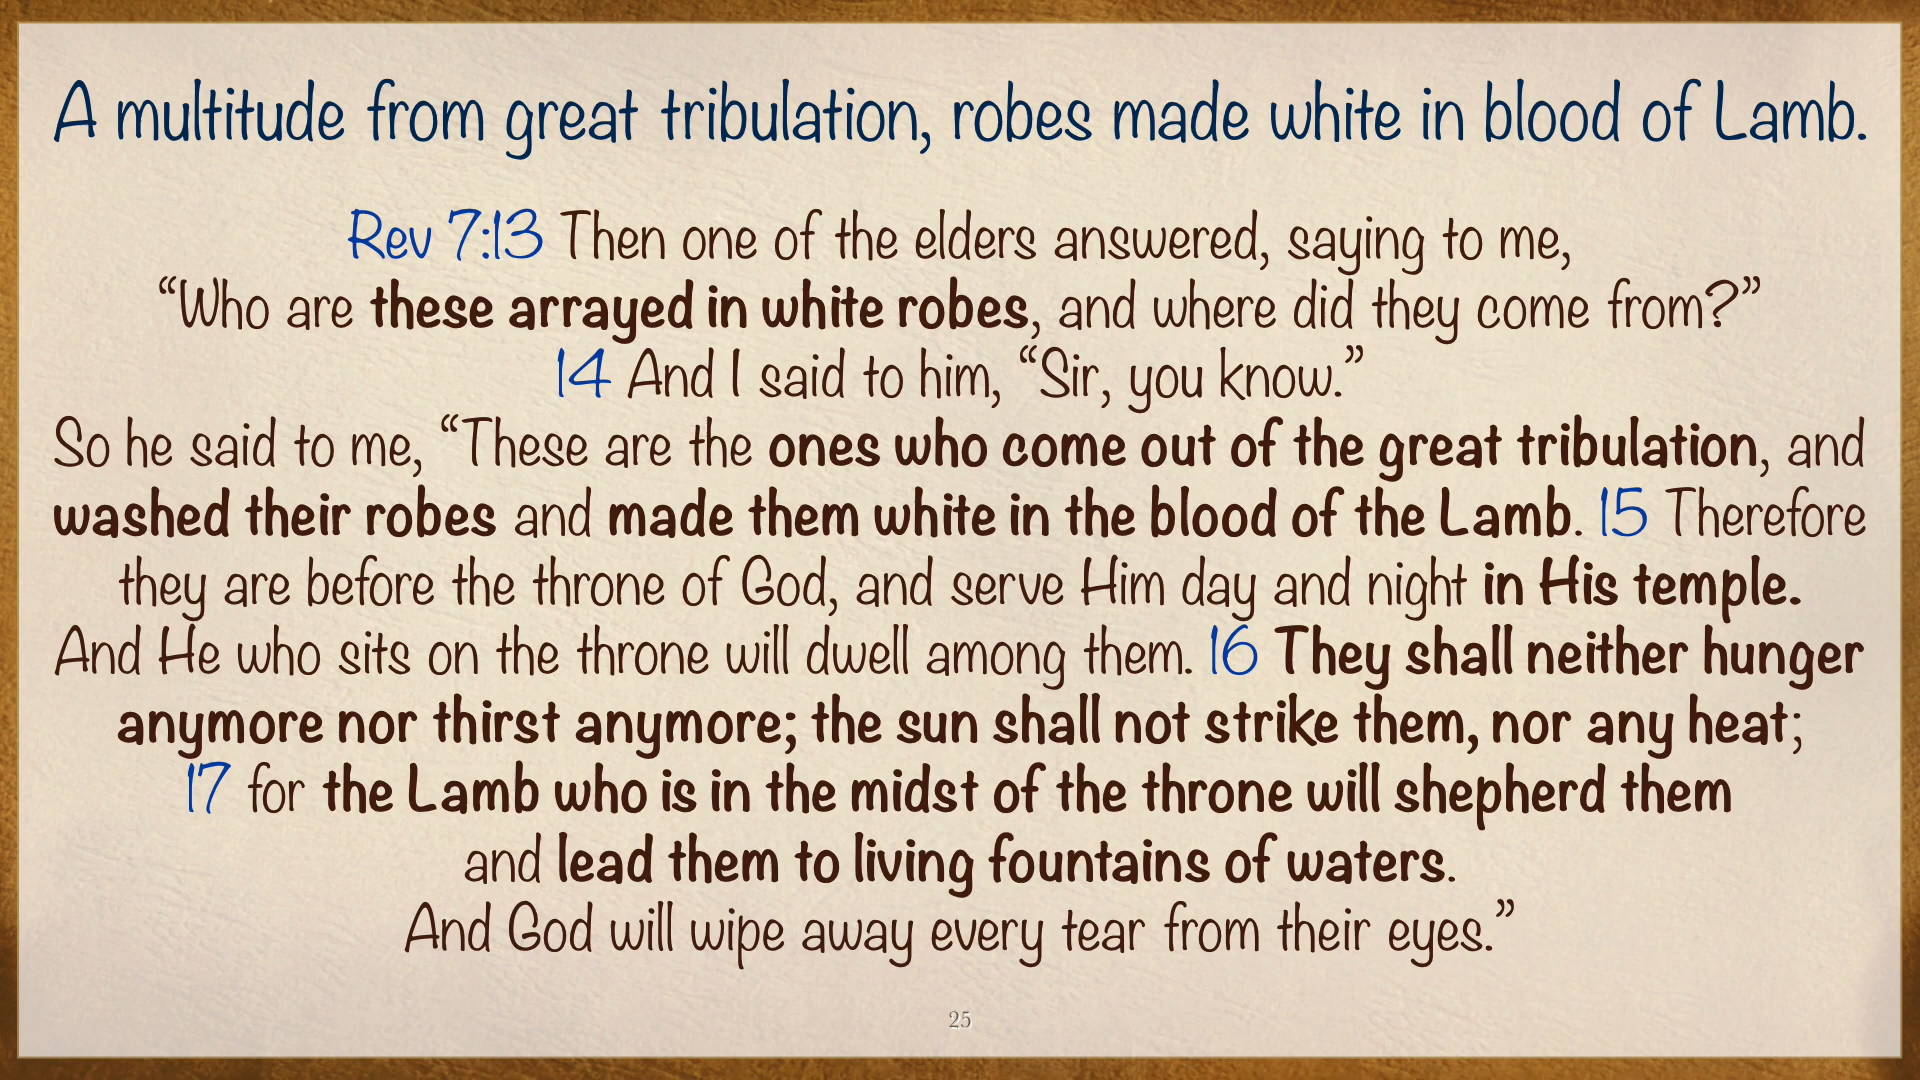 A multitude from great tribulation, robes made white in blood of Lamb.
Rev 7:13 Then one of the elders answered, saying to me,
“Who are these arrayed in white robes, and where did they come from?”
14 And I said to him, “Sir, you know.”
So he said to me, “These are the ones who come out of the great tribulation, and
washed their robes and made them white in the blood of the Lamb. 15 Therefore
they are before the throne of God, and serve Him day and night in His temple.
And He who sits on the throne will dwell among them. 16 They shall neither hunger
anymore nor thirst anymore; the sun shall not strike them, nor any heat;
17 for the Lamb who is in the midst of the throne will shepherd them
and lead them to living fountains of waters.
And God will wipe away every tear from their eyes.”
25